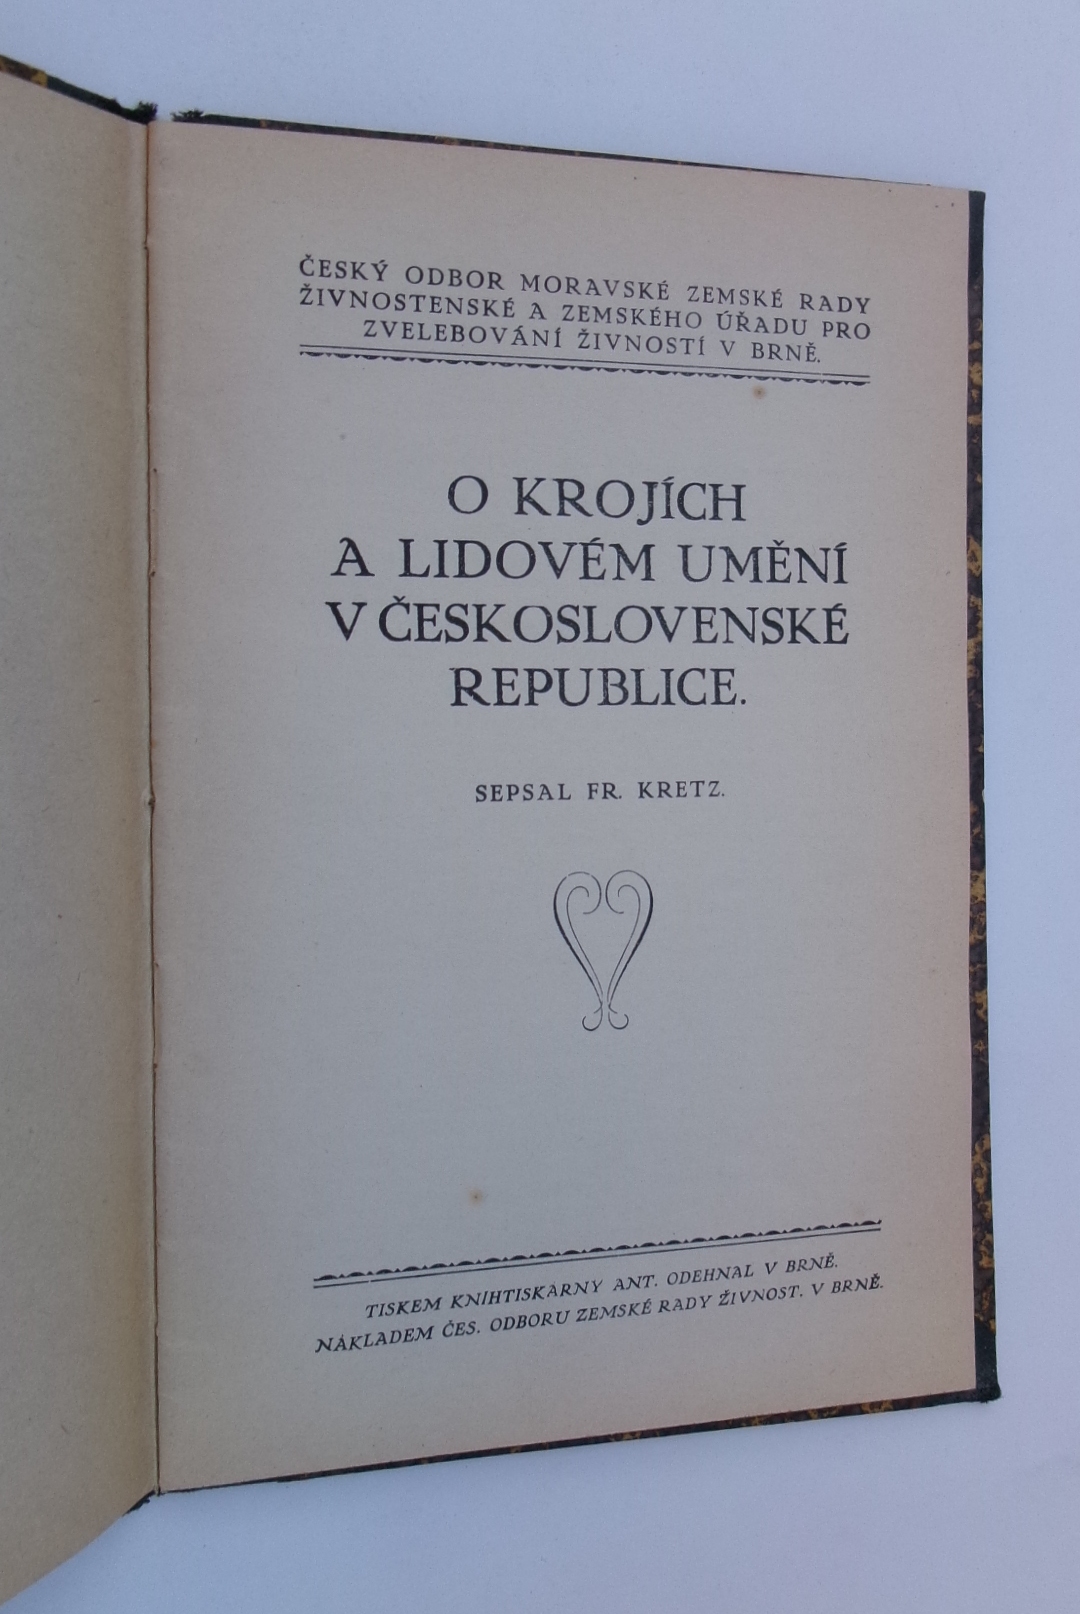 ČESKÝ ODBOR MORAVSKÉ ZEMSKÉ RADY
ŽIVNOSTENSKÉ A ZEMSKÉHO ÚŘADU PRO
ZVELEBOVÁNÍ ŽIVNOSTÍ V BRNĚ.
O KROJÍCH
A LIDOVÉM UMĚNÍ
V ČESKOSLOVENSKÉ
REPUBLICE.
SEPSAL FR. KRETZ.
TISKEM KNIHTISKÁRNY ANT. ODEHNAL V BRNĚ.
NÁKLADEM ČES. ODBORU ZEMSKÉ RADY ŽIVNOST. V BRNĚ.